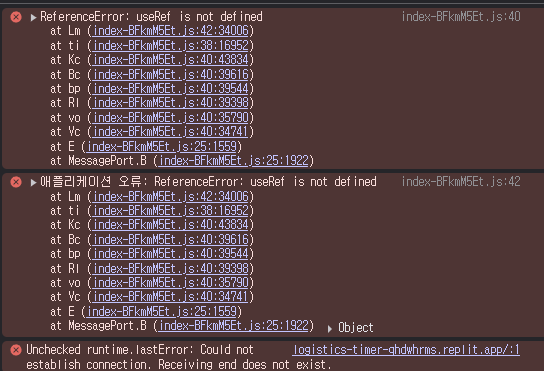 ReferenceError: useRef is not defined index-BFkmM5Et.js:40
at Lm (index-BFkmM5Et.js:42:34006)
at ti (index-BFkmM5Et.js:38:16952)
at Kc (index-BFkmM5Et.js:40:43834)
at Bc (index-BFkmM5Et.js:40:39616)
at bp (index-BFkmM5Et.js:40:39544)
at Rl (index-BFkmM5Et.js:40:39398)
at vo (index-BFkmM5Et.js:40:35790)
at Yc (index-BFkmM5Et.js:40:34741)
at E (index-BFkmM5Et.js:25:1559)
at MessagePort.B (index-BFkmM5Et.js:25:1922)
애플리케이션 오류: ReferenceError: useRef is not defined index-BFkmM5Et.js:42
at Lm (index-BFkmM5Et.js:42:34006)
at ti (index-BFkmM5Et.js:38:16952)
at Kc (index-BFkmM5Et.js:40:43834)
at Bc (index-BFkmM5Et.js:40:39616)
at bp (index-BFkmM5Et.js:40:39544)
at Rl (index-BFkmM5Et.js:40:39398)
at vo (index-BFkmM5Et.js:40:35790)
at Yc (index-BFkmM5Et.js:40:34741)
at E (index-BFkmM5Et.js:25:1559)
at MessagePort.B (index-BFkmM5Et.js:25:1922) Object
Unchecked runtime.lastError: Could not logistics-timer-qhdwhrms.replit.app/:1
establish connection. Receiving end does not exist.